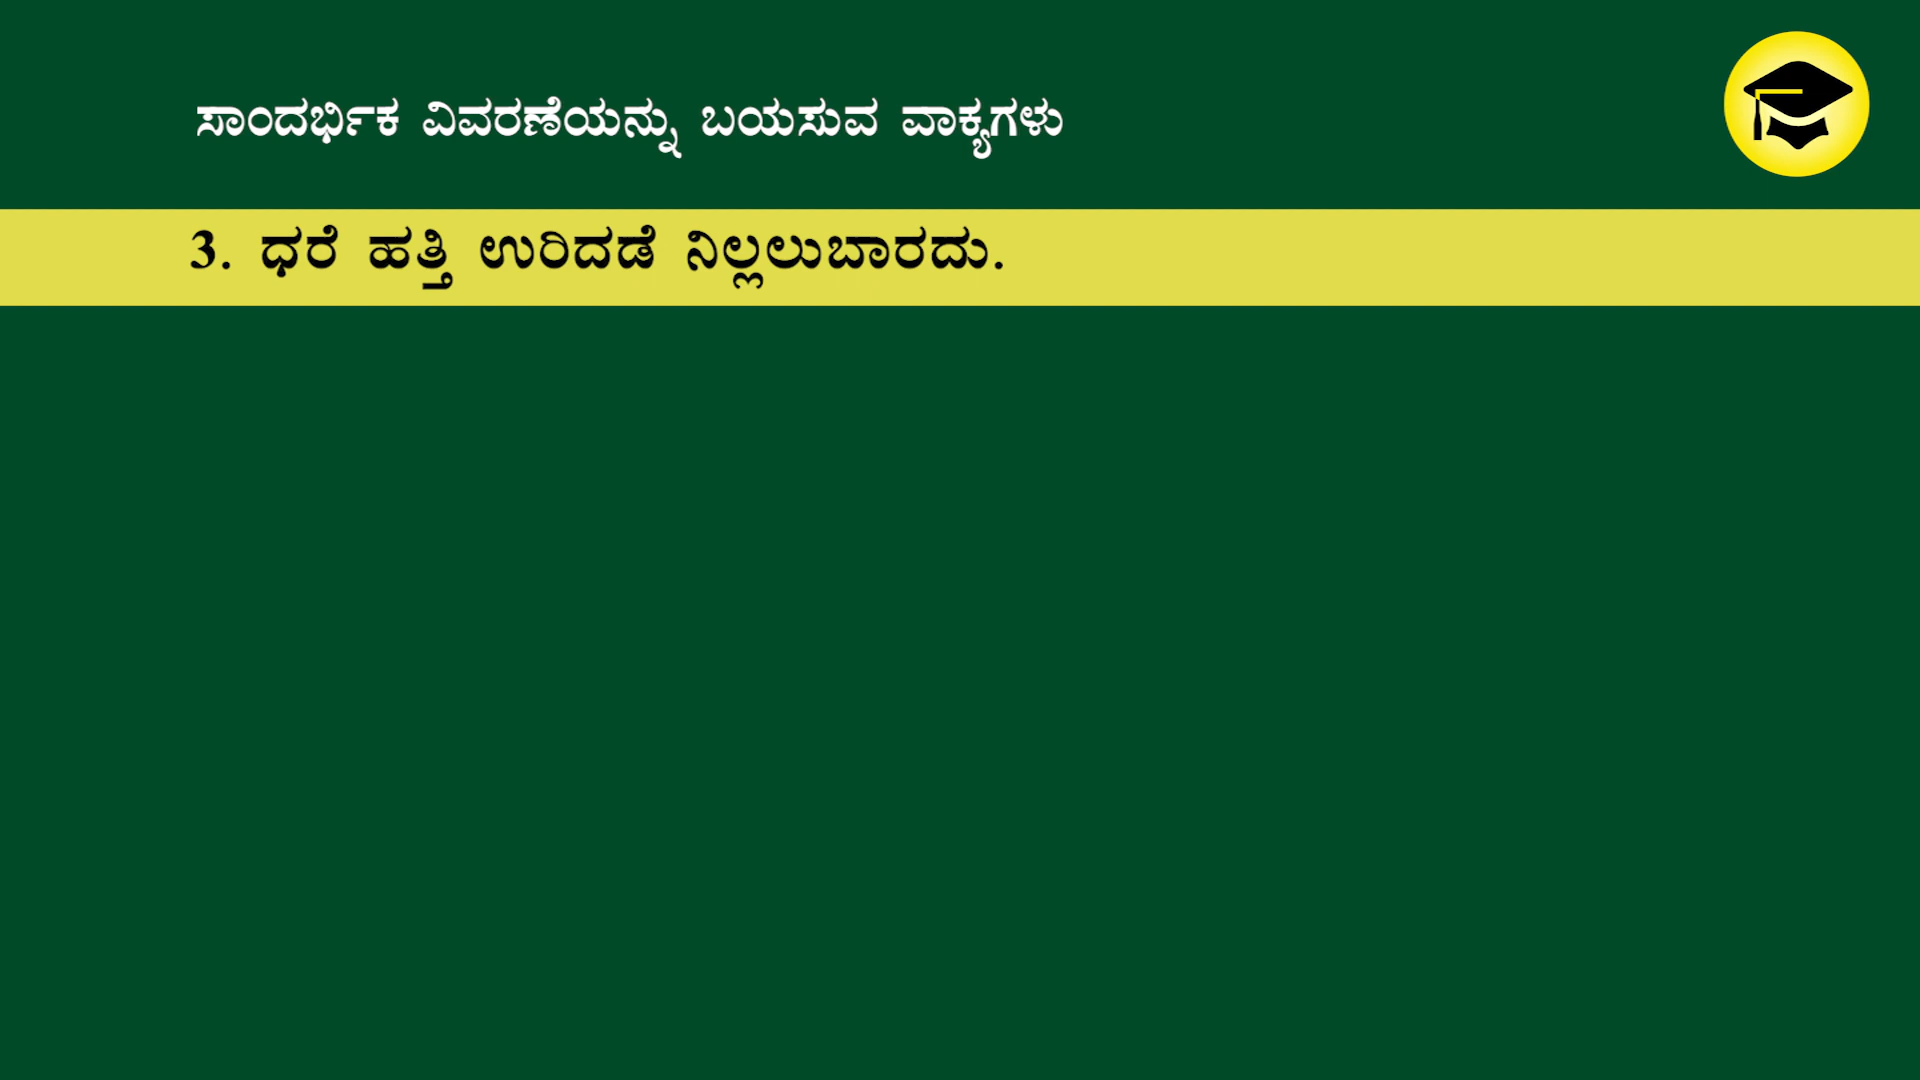 ಸಾಂದರ್ಭಿಕ ವಿವರಣೆಯನ್ನು ಬಯಸುವ ವಾಕ್ಯಗಳು
3. ಧರೆ ಹತ್ತಿ ಉರಿದಡೆ ನಿಲ್ಲಲುಬಾರದು.